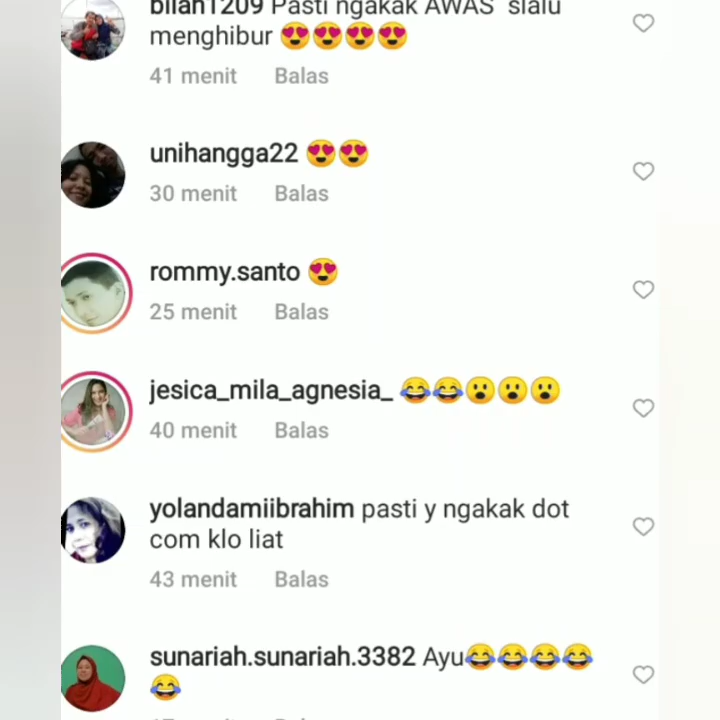 bilah1209 Pasti ngakak AWAS slalu
menghibur 😍😍😍😍
41 menit Balas
unihangga22 😍😍
30 menit Balas
rommy.santo 😍
25 menit Balas
jesica_mila_agnesia_ 😂😂😮😮😮
40 menit Balas
yolandamiibrahim pasti y ngakak dot
com klo liat
43 menit Balas
sunariah.sunariah.3382 Ayu😂😂😂😂
😂